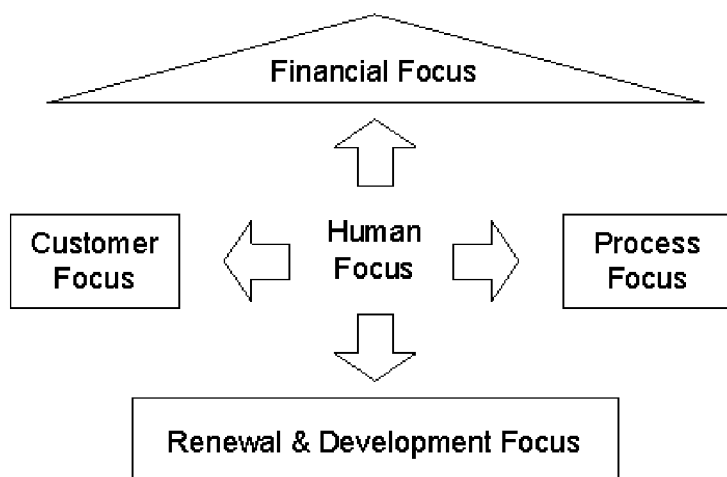 Financial Focus
Customer
Focus
Human
Focus
Process
Focus
Renewal & Development Focus